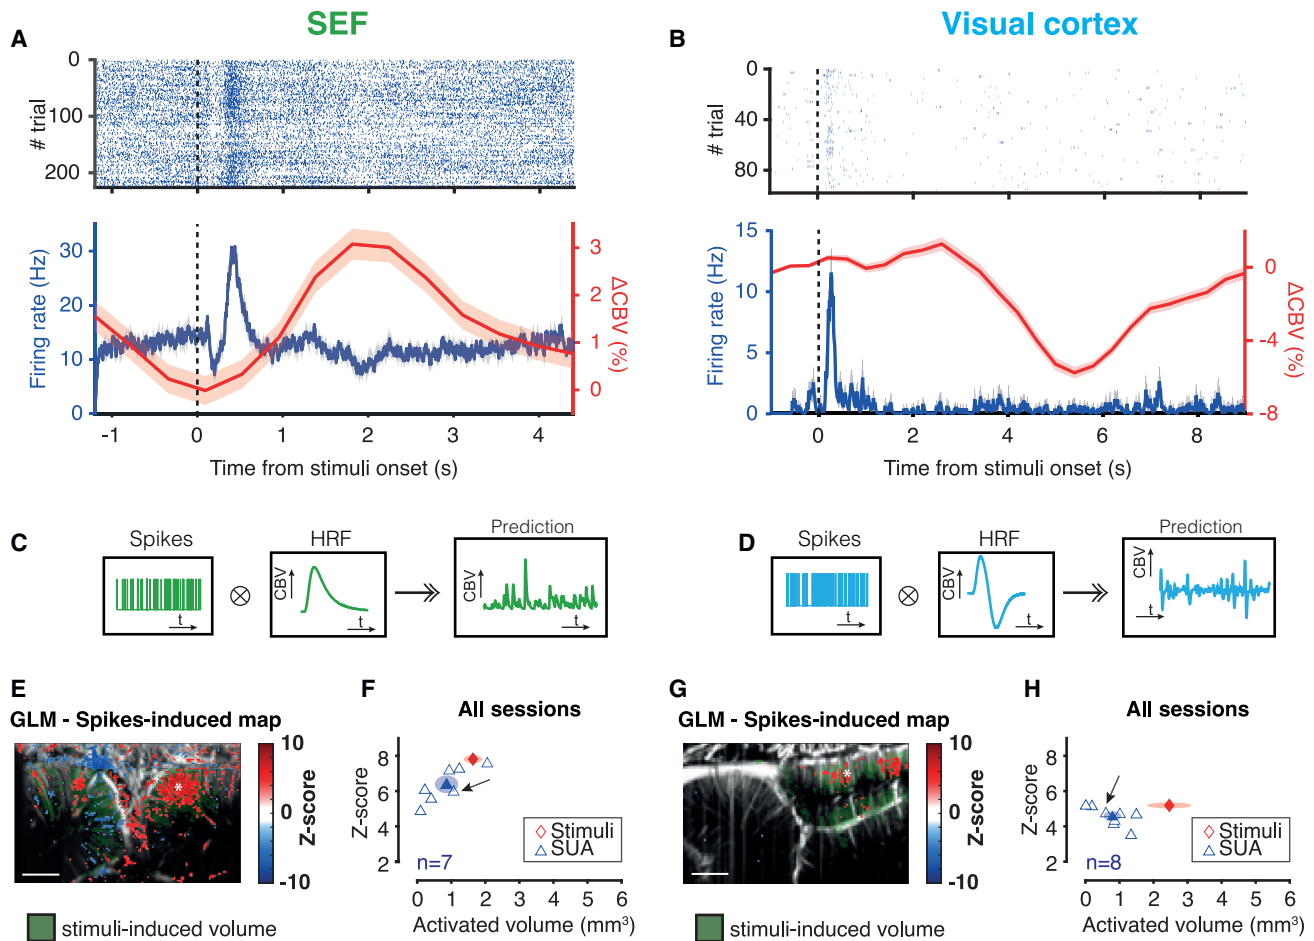 SEF
Visual cortex
A
# trial
0
100
200
Firing rate (Hz)
30
20
10
0
ΔCBV (%)
3
2
1
0
-1
0
1
2
3
4
Time from stimuli onset (s)
B
# trial
0
40
80
Firing rate (Hz)
15
10
5
0
ΔCBV (%)
0
-4
-8
0
2
4
6
8
Time from stimuli onset (s)
C
Spikes
⊗
HRF
CBV
t
Prediction
CBV
t
D
Spikes
⊗
HRF
CBV
t
Prediction
CBV
t
E
GLM - Spikes-induced map
*
10
0
-10
Z-score
stimuli-induced volume
F
All sessions
Z-score
8
6
4
2
Stimuli
SUA
n=7
0 1 2 3 4 5 6
Activated volume (mm³)
G
GLM - Spikes-induced map
*
10
0
-10
Z-score
stimuli-induced volume
H
All sessions
Z-score
8
6
4
2
Stimuli
SUA
n=8
0 1 2 3 4 5 6
Activated volume (mm³)